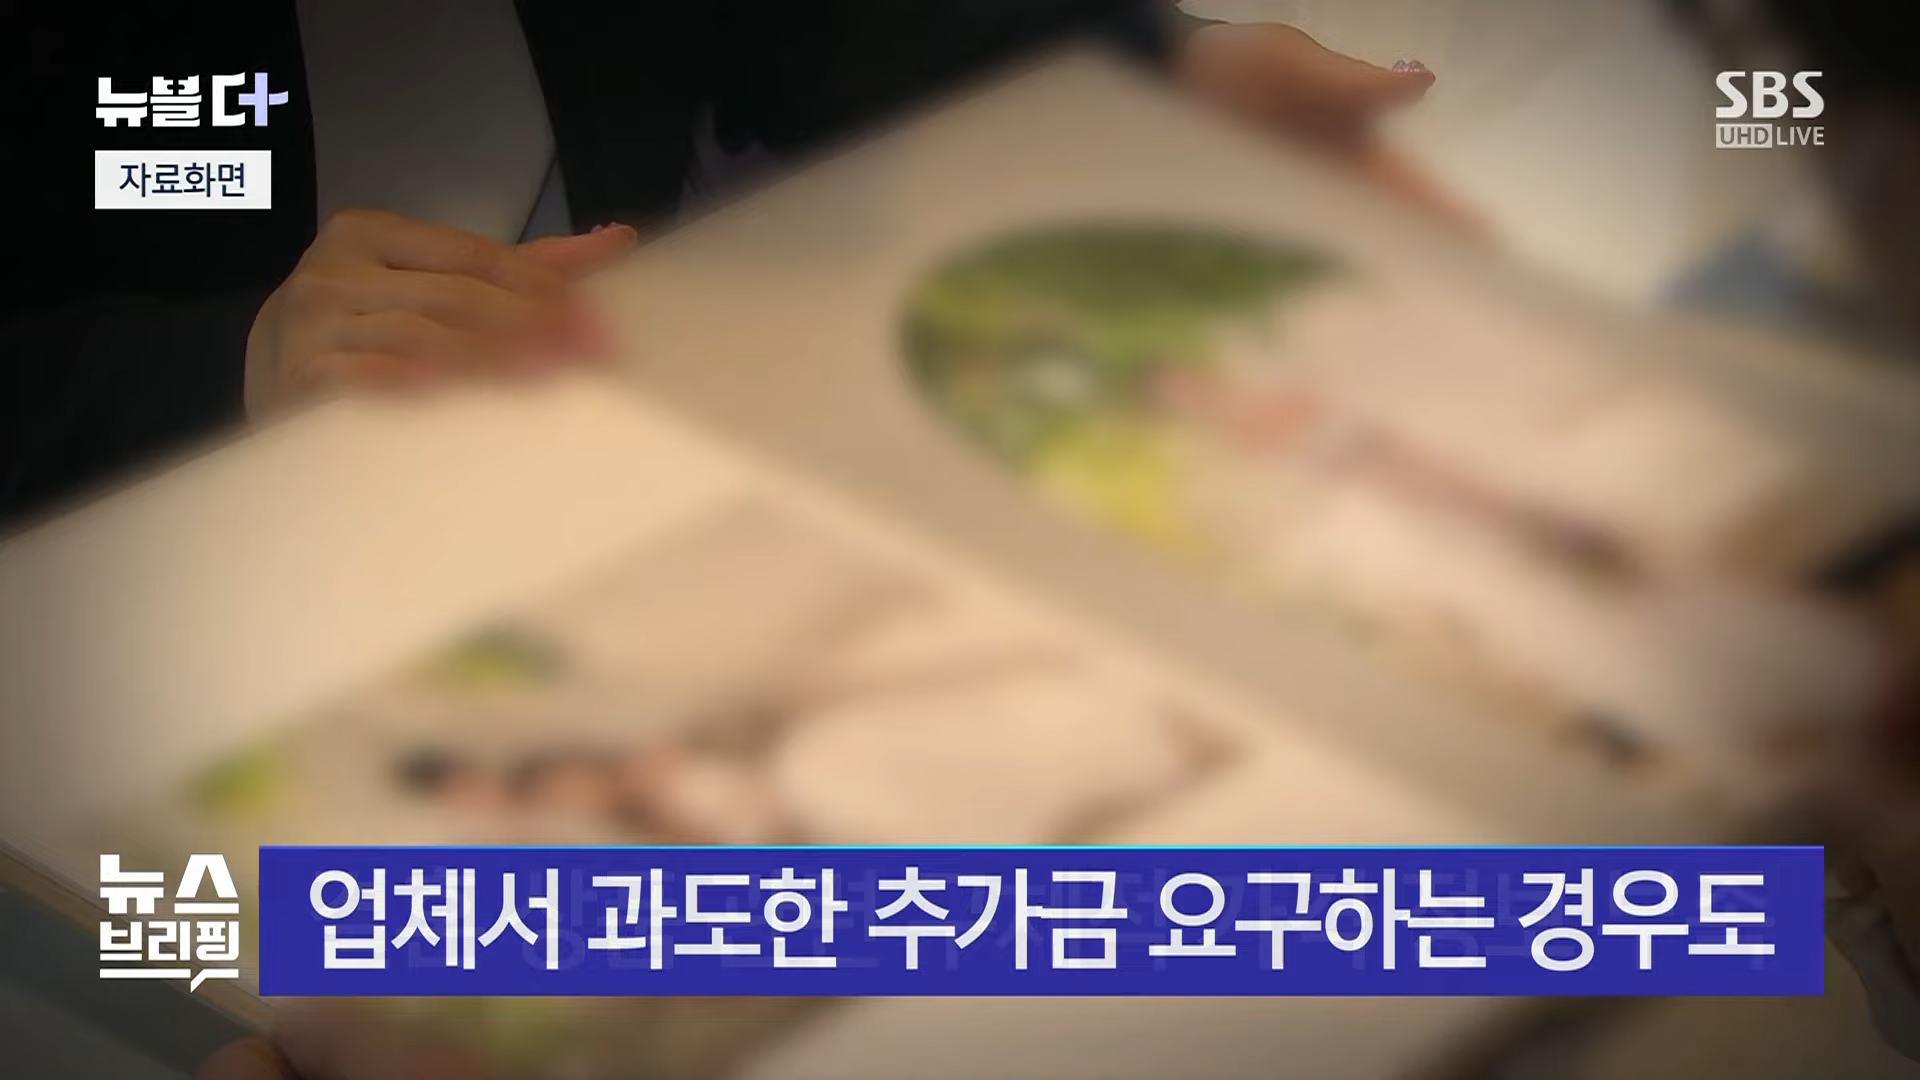 뉴블더+
자료화면
SBS
UHD LIVE
뉴스
브리핑
업체서 과도한 추가금 요구하는 경우도